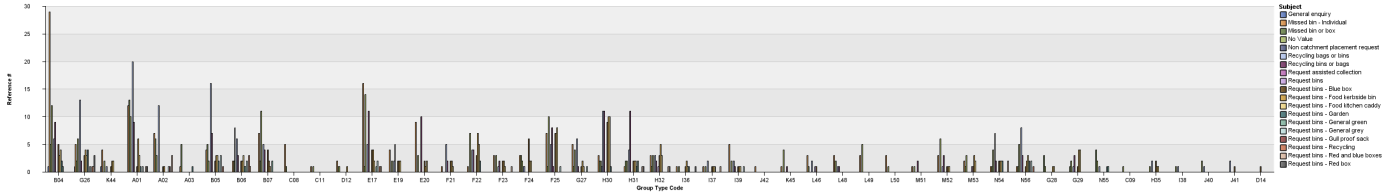 30
25
20
15
10
5
0
Reference #
B04 G26 K44 A01 A02 A03 B05 B06 B07 C08 C11 D12 E17 E19 E20 F21 F22 F23 F24 F25 G27 H30 H31 H32 I36 I37 I39 J42 K45 L46 L48 L49 L50 M51 M52 M53 N54 N56 G28 G29 N55 C09 H35 I38 J40 J41 D14
Group Type Code
Subject
General enquiry
Missed bin - Individual
Missed bin or box
No Value
Non catchment placement request
Recycling bags or bins
Recycling bins or bags
Request assisted collection
Request bins
Request bins - Blue box
Request bins - Food kerbside bin
Request bins - Food kitchen caddy
Request bins - Garden
Request bins - General green
Request bins - General grey
Request bins - Gull proof sack
Request bins - Recycling
Request bins - Red and blue boxes
Request bins - Red box